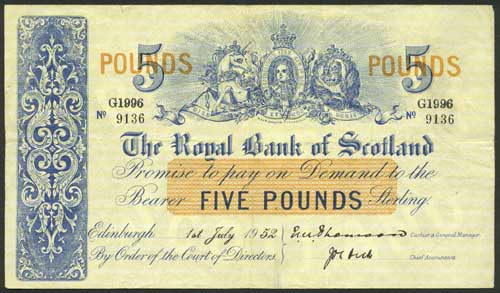 5 POUNDS POUNDS 5
G1996 G1996
No 9136 No 9136
The Royal Bank of Scotland
Promise to pay on Demand to the
Bearer FIVE POUNDS Sterling.
Edinburgh 1st July 1952 Cashier & General Manager
By Order of the Court of Directors. Chief Accountant